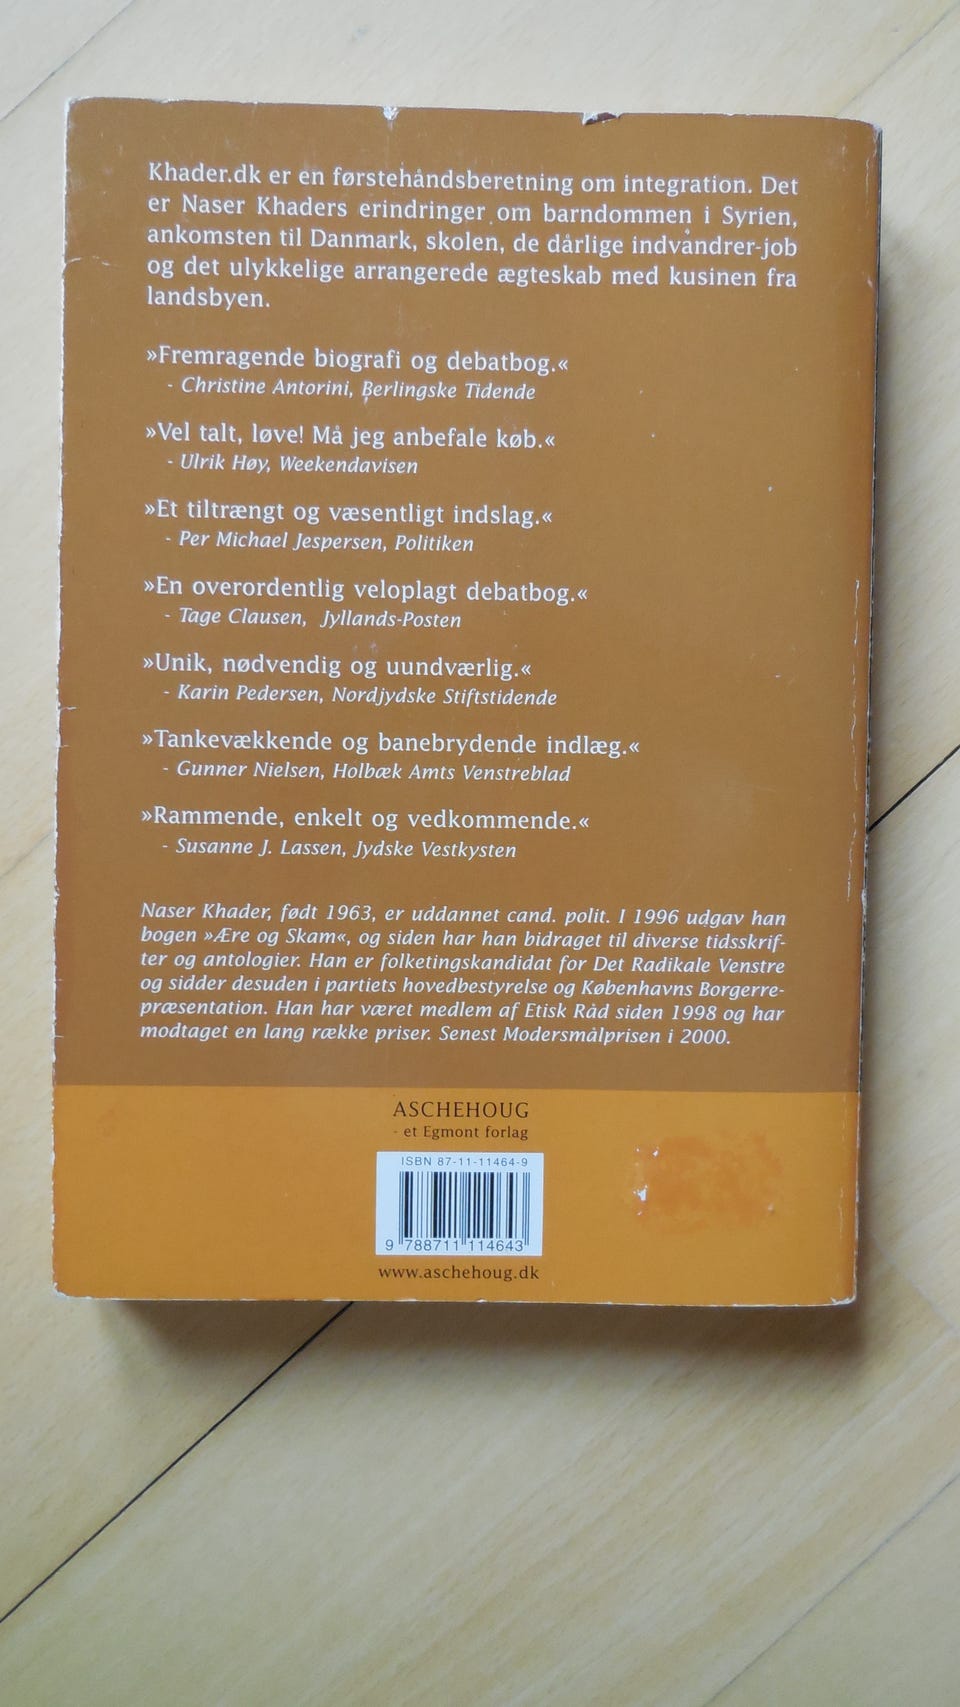 Khader.dk er en førstehåndsberetning om integration. Det
er Naser Khaders erindringer om barndommen i Syrien,
ankomsten til Danmark, skolen, de dårlige indvandrer-job
og det ulykkelige arrangerede ægteskab med kusinen fra
landsbyen.
»Fremragende biografi og debatbog.«
- Christine Antorini, Berlingske Tidende
»Vel talt, løve! Må jeg anbefale køb.«
- Ulrik Høy, Weekendavisen
»Et tiltrængt og væsentligt indslag.«
- Per Michael Jespersen, Politiken
»En overordentlig veloplagt debatbog.«
- Tage Clausen, Jyllands-Posten
»Unik, nødvendig og uundværlig.«
- Karin Pedersen, Nordjydske Stiftstidende
»Tankevækkende og banebrydende indlæg.«
- Gunner Nielsen, Holbæk Amts Venstreblad
»Rammende, enkelt og vedkommende.«
- Susanne J. Lassen, Jydske Vestkysten
Naser Khader, født 1963, er uddannet cand. polit. I 1996 udgav han
bogen »Ære og Skam«, og siden har han bidraget til diverse tidsskrif-
ter og antologier. Han er folketingskandidat for Det Radikale Venstre
og sidder desuden i partiets hovedbestyrelse og Københavns Borgerre-
præsentation. Han har været medlem af Etisk Råd siden 1998 og har
modtaget en lang række priser. Senest Modersmålprisen i 2000.
ASCHEHOUG
- et Egmont forlag
ISBN 87-11-11464-9
9 788711 114643
www.aschehoug.dk